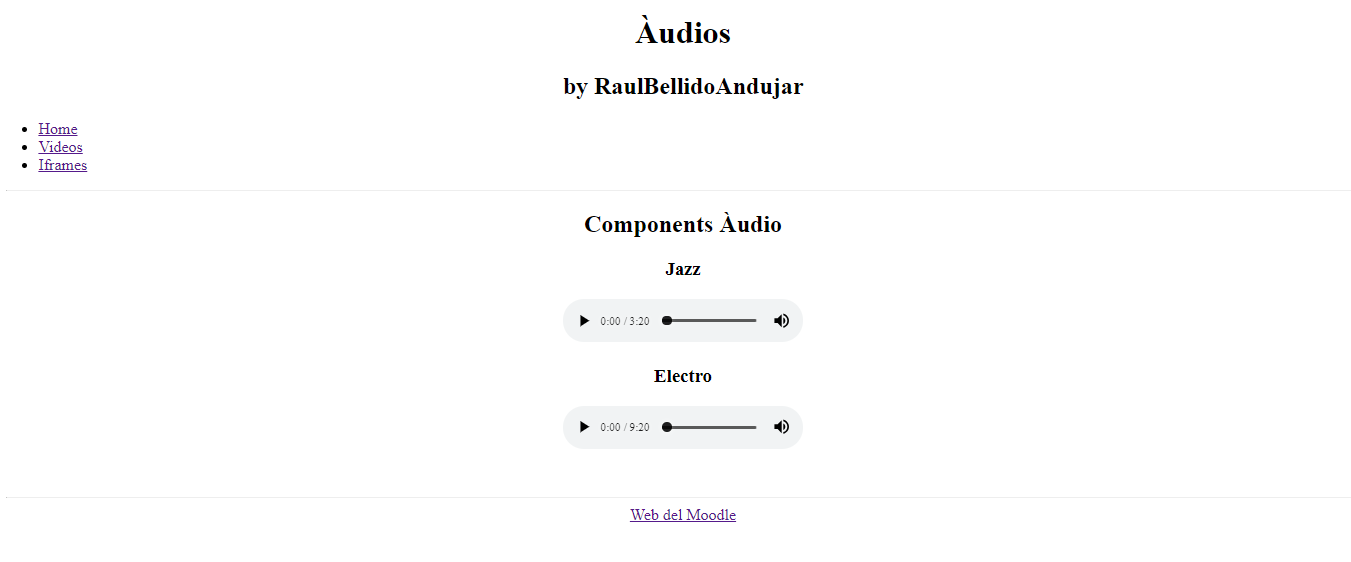 Àudios
by RaulBellidoAndujar
Home
Videos
Iframes
Components Àudio
Jazz
0:00 / 3:20
Electro
0:00 / 9:20
Web del Moodle